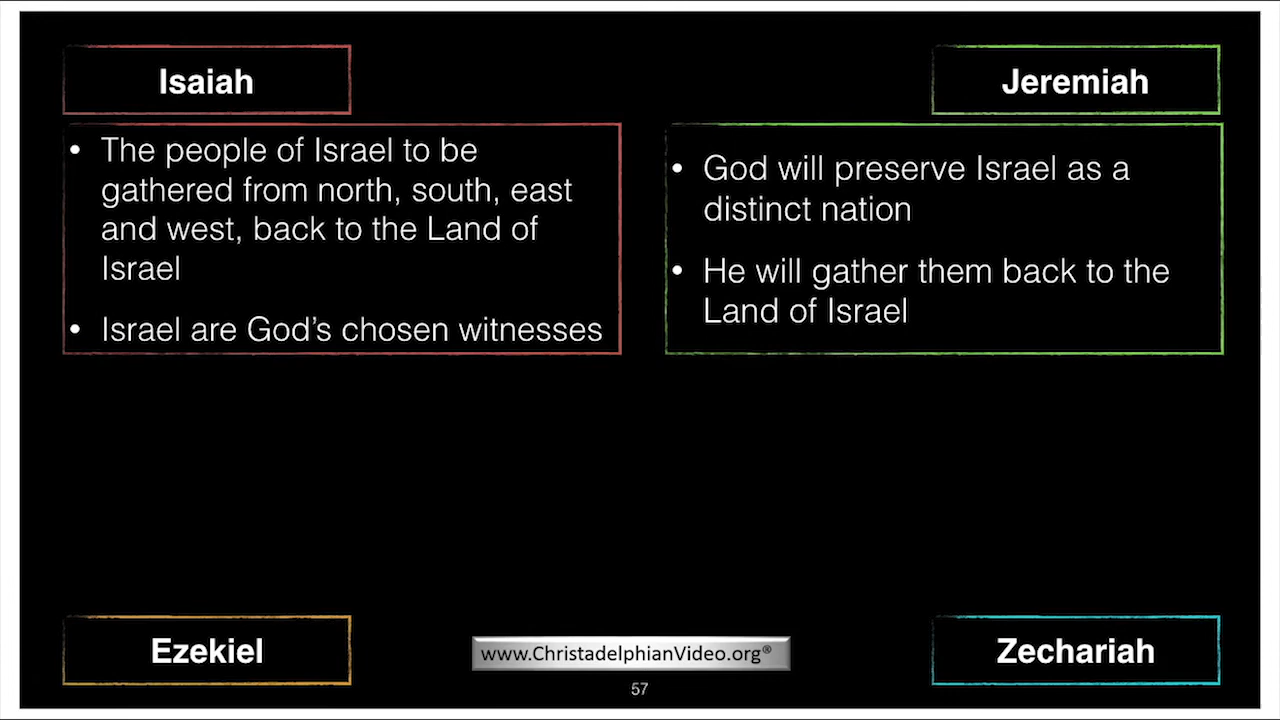 Isaiah
• The people of Israel to be
gathered from north, south, east
and west, back to the Land of
Israel
• Israel are God’s chosen witnesses
Jeremiah
• God will preserve Israel as a
distinct nation
• He will gather them back to the
Land of Israel
Ezekiel
www.ChristadelphianVideo.org®
57
Zechariah